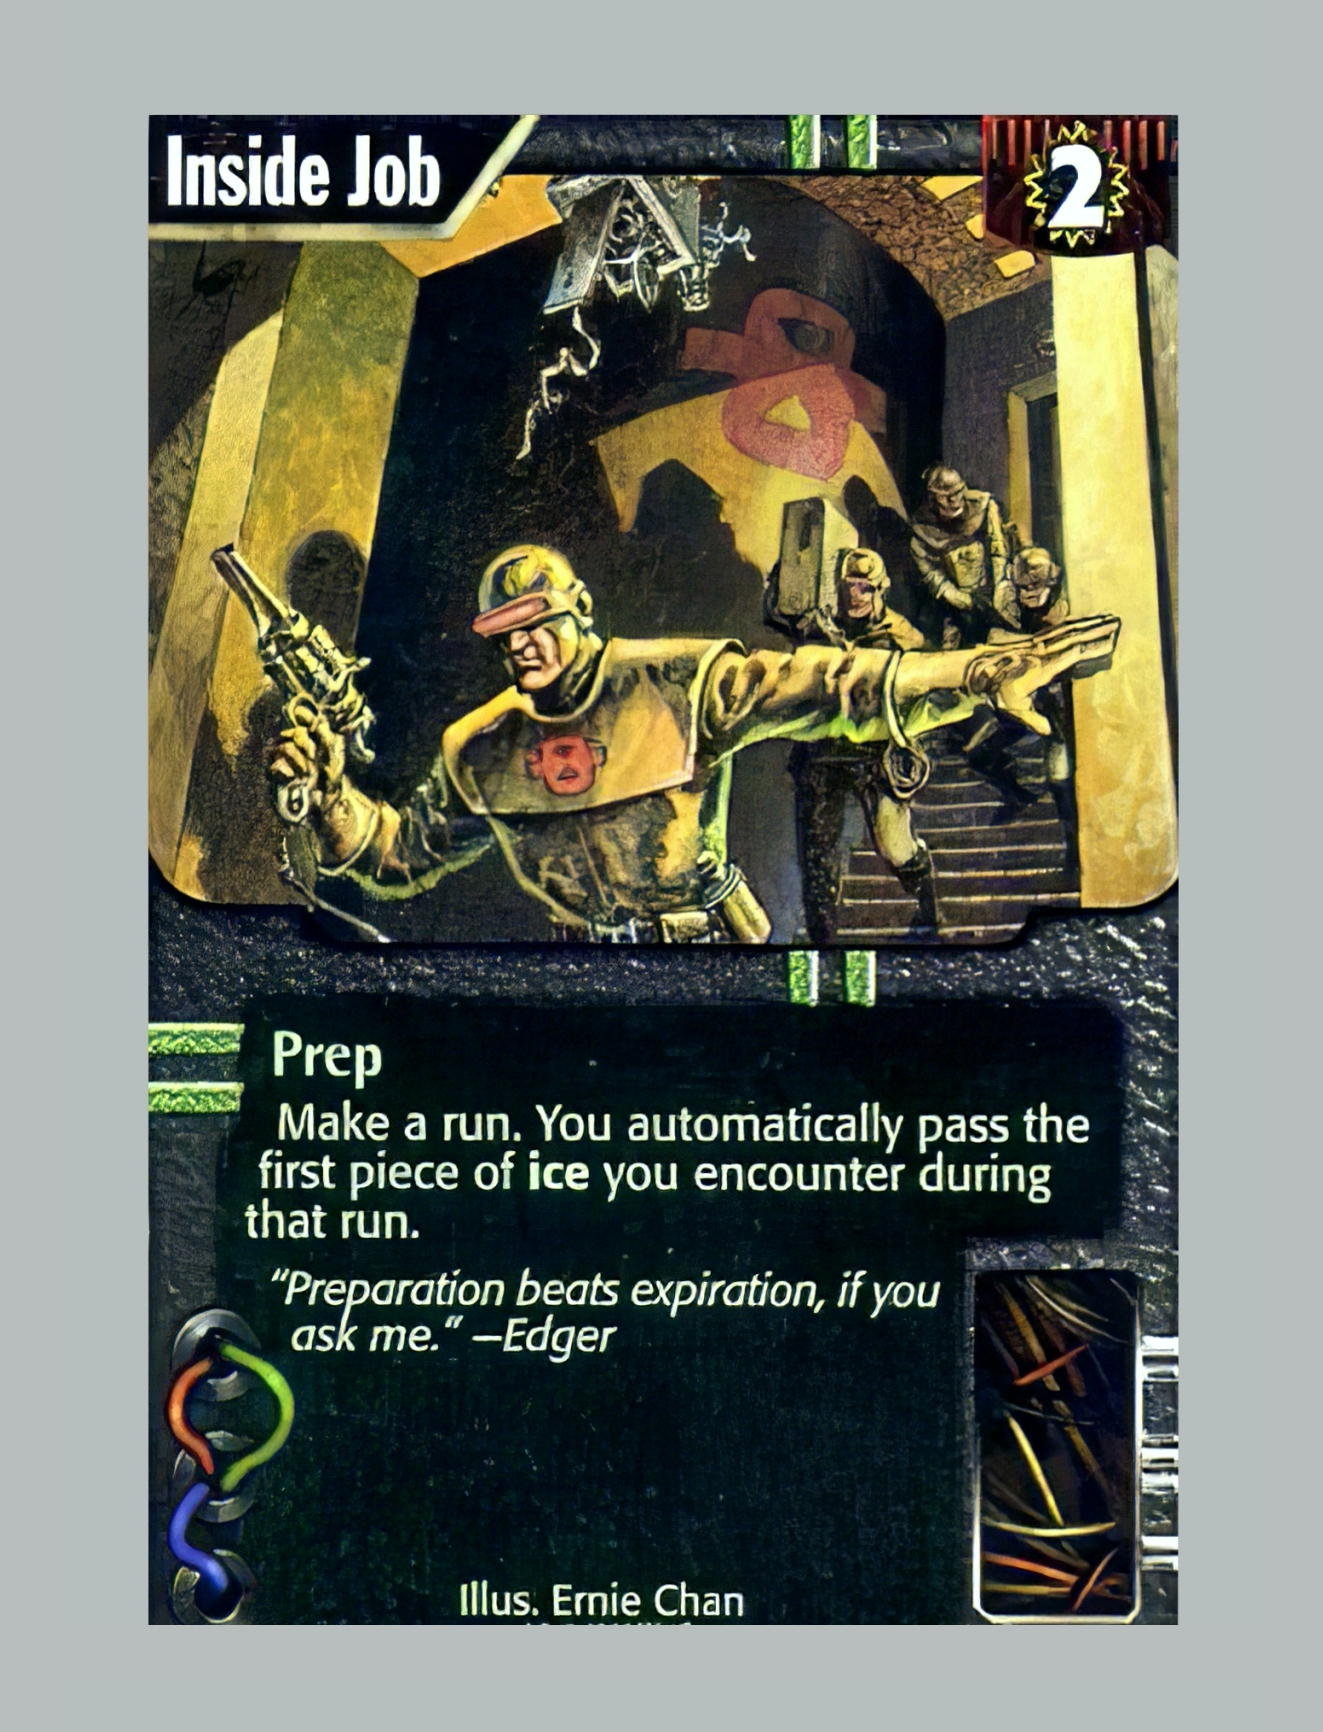 Inside Job
2
Prep
Make a run. You automatically pass the
first piece of ice you encounter during
that run.
“Preparation beats expiration, if you
ask me.” –Edger
Illus. Ernie Chan